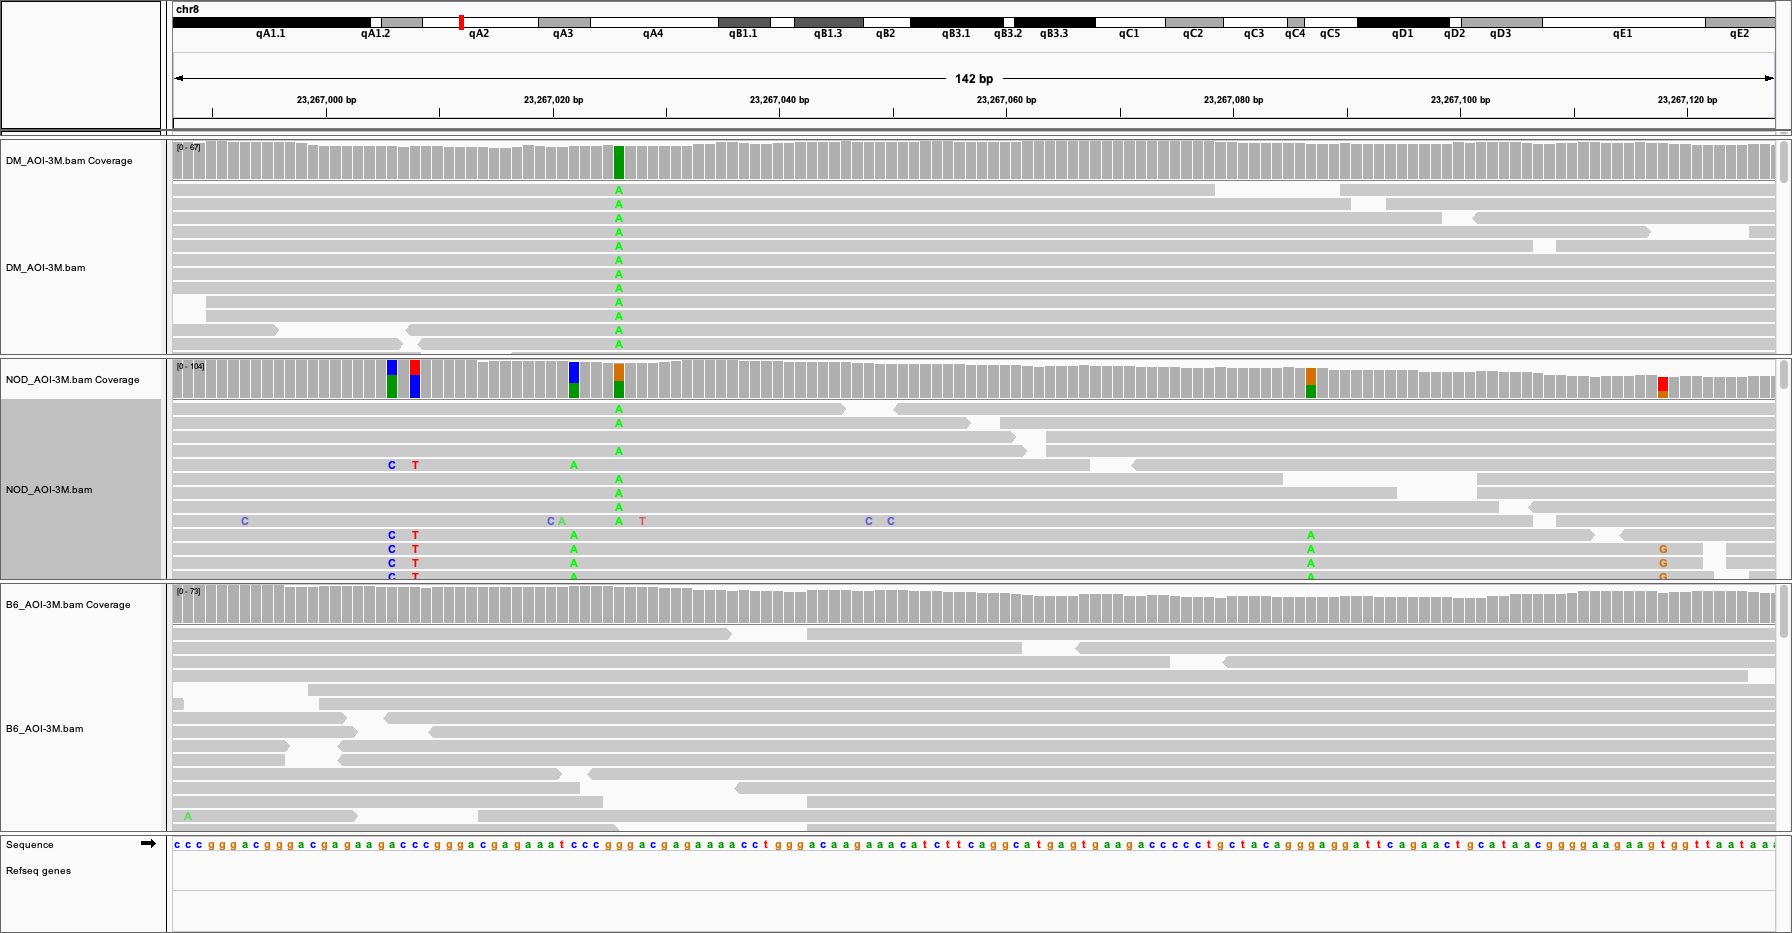 chr8
qA1.1 qA1.2 qA2 qA3 qA4 qB1.1 qB1.3 qB2 qB3.1 qB3.2 qB3.3 qC1 qC2 qC3 qC4 qC5 qD1 qD2 qD3 qE1 qE2
142 bp
23,267,000 bp 23,267,020 bp 23,267,040 bp 23,267,060 bp 23,267,080 bp 23,267,100 bp 23,267,120 bp
DM_AOI-3M.bam Coverage [0 - 67]
A
A
A
A
A
A
DM_AOI-3M.bam
A
A
A
A
A
A
NOD_AOI-3M.bam Coverage [0 - 104]
A
A
A
C T A
A
NOD_AOI-3M.bam
A
A
C C A A T C C
C T A A
C T A A G
C T A A G
C T A A G
B6_AOI-3M.bam Coverage [0 - 73]
B6_AOI-3M.bam
A
Sequence c c c g g g a c g g g a c g a g a a g a c c c g g g a c g a g a a a t c c c g g g a c g a g a a a a c c t g g g a c a a g a a a c a t c t t c a g g c a t g a g t g a a g a c c c c c t g c t a c a g g g a g g a t t c a g a a c t g c a t a a c g g g g a a g a a g t g g t t a a t a a a
Refseq genes